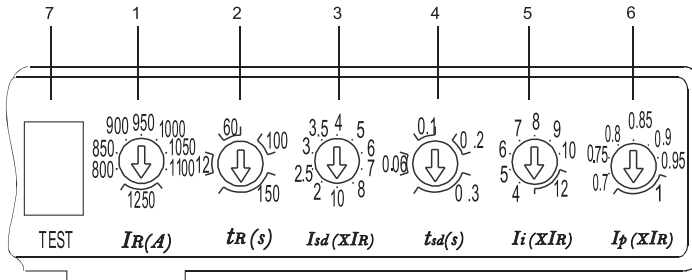 7 1 2 3 4 5 6
900 950 1000 60 100 3.5 4 5 0.1 0.2 7 8 9 0.8 0.85 0.9
850 1050 3 6 6 10 0.75 0.95
800 1100 12 150 2.5 7 0.06 0.3 5 12 0.7 1
1250 2 10 8 4
TEST IR(A) tR(s) Isd(XIR) tsd(s) Ii(XIR) Ip(XIR)